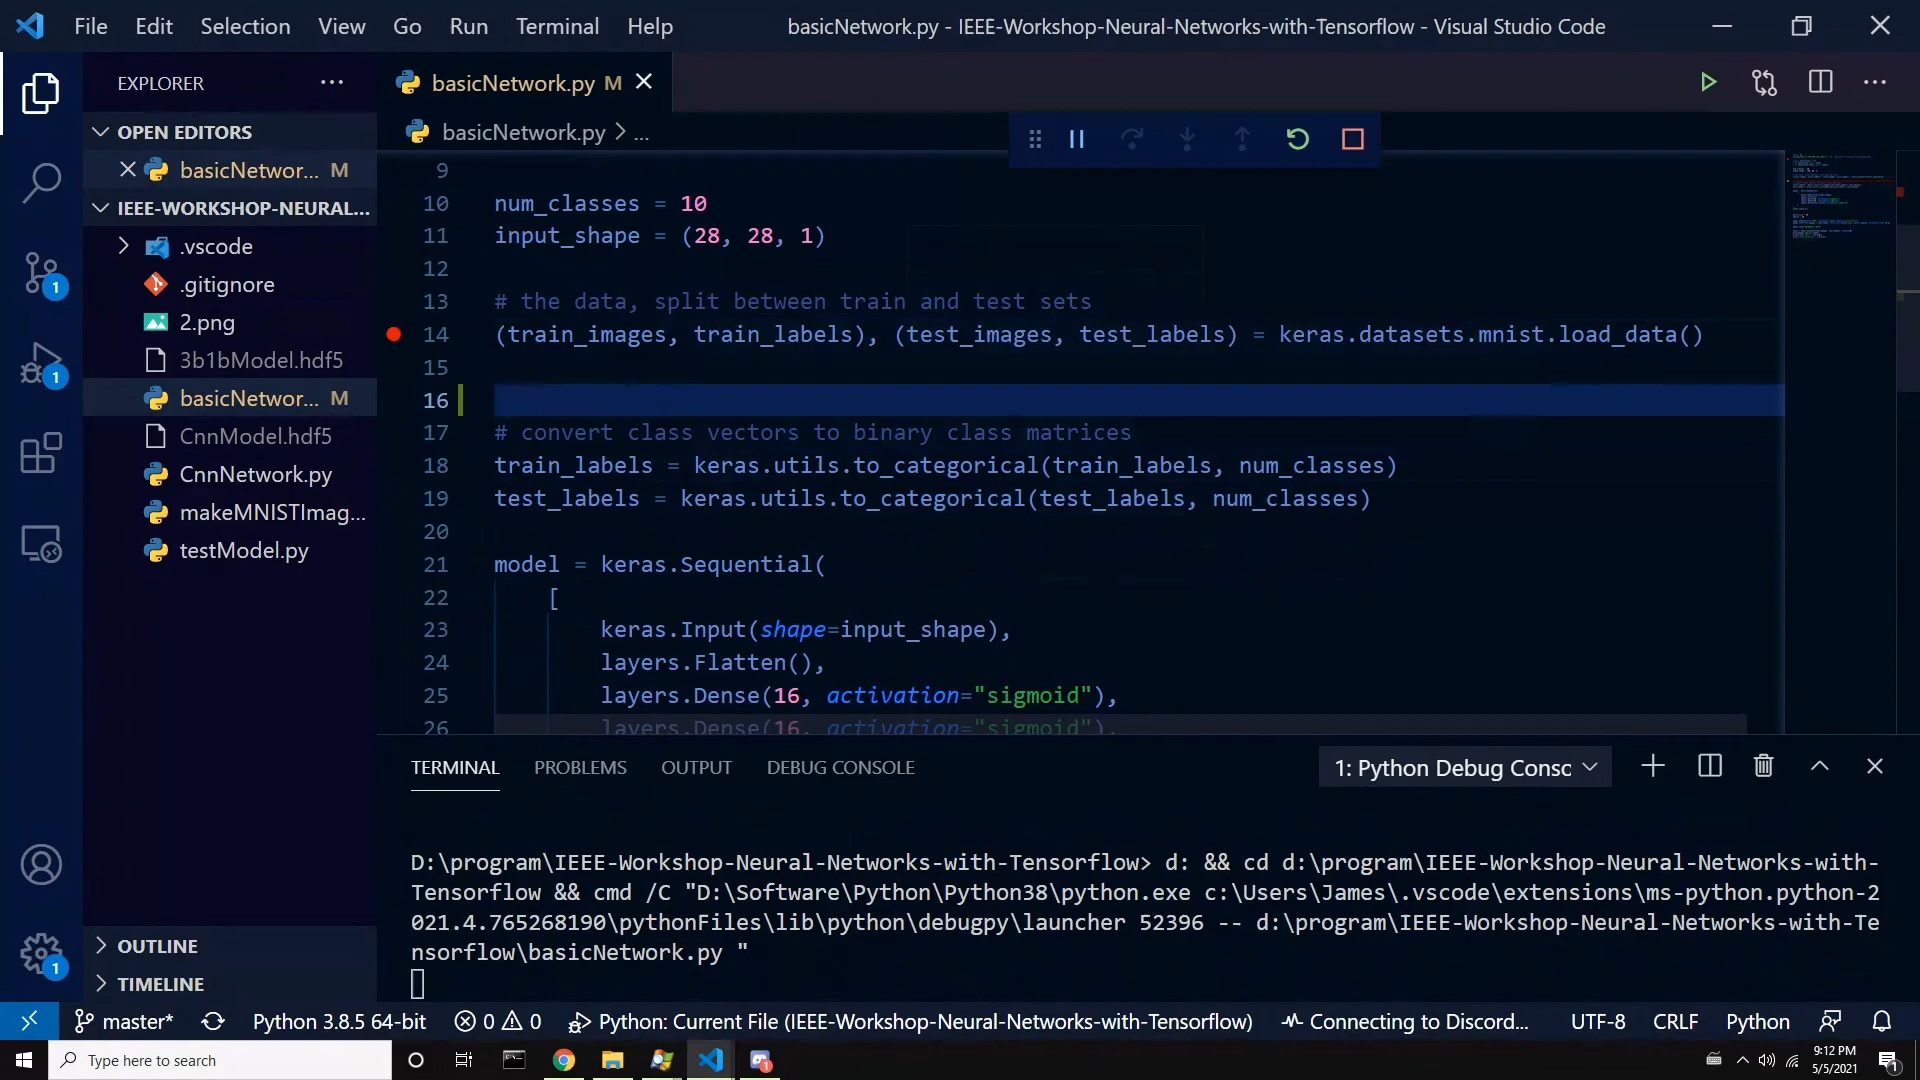 File Edit Selection View Go Run Terminal Help
basicNetwork.py - IEEE-Workshop-Neural-Networks-with-Tensorflow - Visual Studio Code
EXPLORER
OPEN EDITORS
basicNetwor... M
IEEE-WORKSHOP-NEURAL...
.vscode
.gitignore
2.png
3b1bModel.hdf5
basicNetwor... M
CnnModel.hdf5
CnnNetwork.py
makeMNISTImag...
testModel.py
OUTLINE
TIMELINE
1
1
1
basicNetwork.py M
basicNetwork.py > ...
9
10 num_classes = 10
11 input_shape = (28, 28, 1)
12
13 # the data, split between train and test sets
14 (train_images, train_labels), (test_images, test_labels) = keras.datasets.mnist.load_data()
15
16
17 # convert class vectors to binary class matrices
18 train_labels = keras.utils.to_categorical(train_labels, num_classes)
19 test_labels = keras.utils.to_categorical(test_labels, num_classes)
20
21 model = keras.Sequential(
22 [
23 keras.Input(shape=input_shape),
24 layers.Flatten(),
25 layers.Dense(16, activation="sigmoid"),
26 layers.Dense(16, activation="sigmoid"),
TERMINAL PROBLEMS OUTPUT DEBUG CONSOLE
1: Python Debug Consc
D:\program\IEEE-Workshop-Neural-Networks-with-Tensorflow> d: && cd d:\program\IEEE-Workshop-Neural-Networks-with-
Tensorflow && cmd /C "D:\Software\Python\Python38\python.exe c:\Users\James\.vscode\extensions\ms-python.python-2
021.4.765268190\pythonFiles\lib\python\debugpy\launcher 52396 -- d:\program\IEEE-Workshop-Neural-Networks-with-Te
nsorflow\basicNetwork.py "
master* Python 3.8.5 64-bit 0 0 Python: Current File (IEEE-Workshop-Neural-Networks-with-Tensorflow) Connecting to Discord... UTF-8 CRLF Python
Type here to search
9:12 PM
5/5/2021
1
1